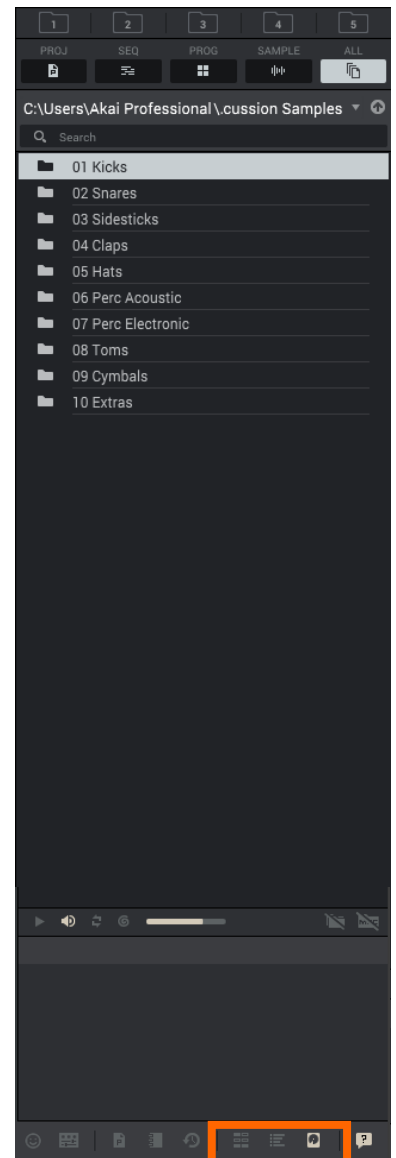 1 2 3 4 5
PROJ SEQ PROG SAMPLE ALL
C:\Users\Akai Professional\.cussion Samples
Search
01 Kicks
02 Snares
03 Sidesticks
04 Claps
05 Hats
06 Perc Acoustic
07 Perc Electronic
08 Toms
09 Cymbals
10 Extras